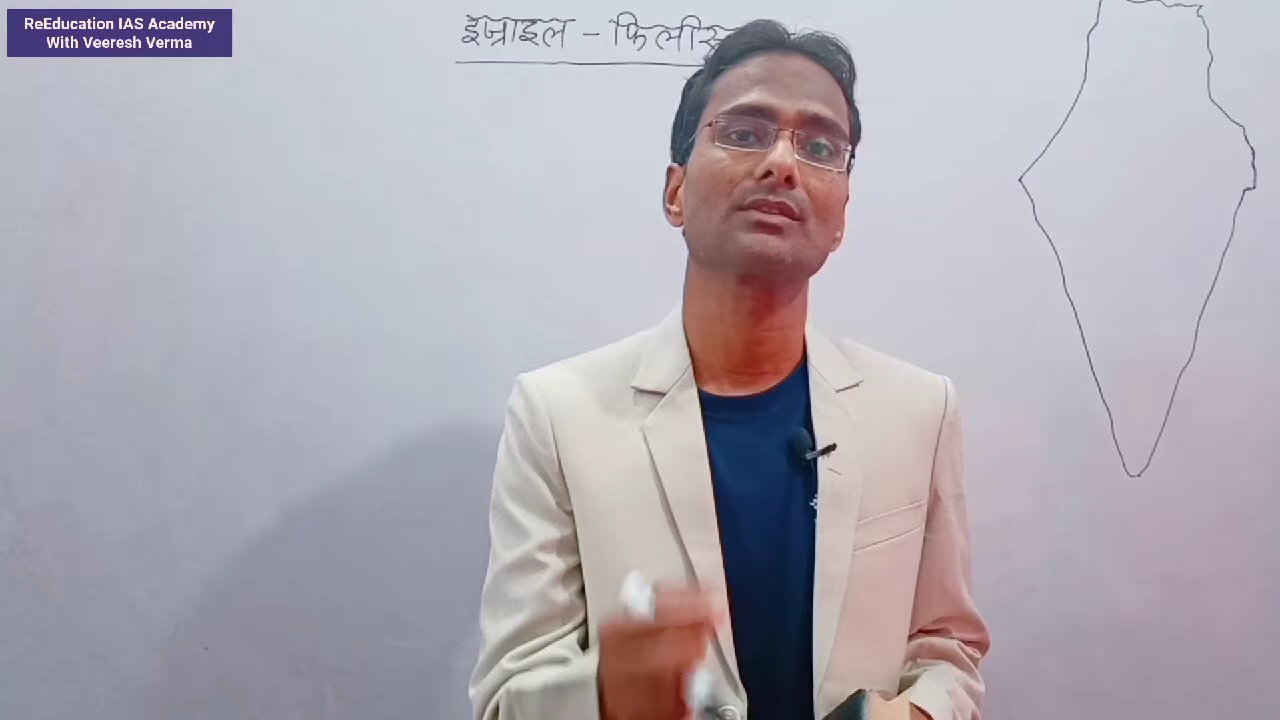 ReEducation IAS Academy
With Veeresh Verma
इज्राइल -